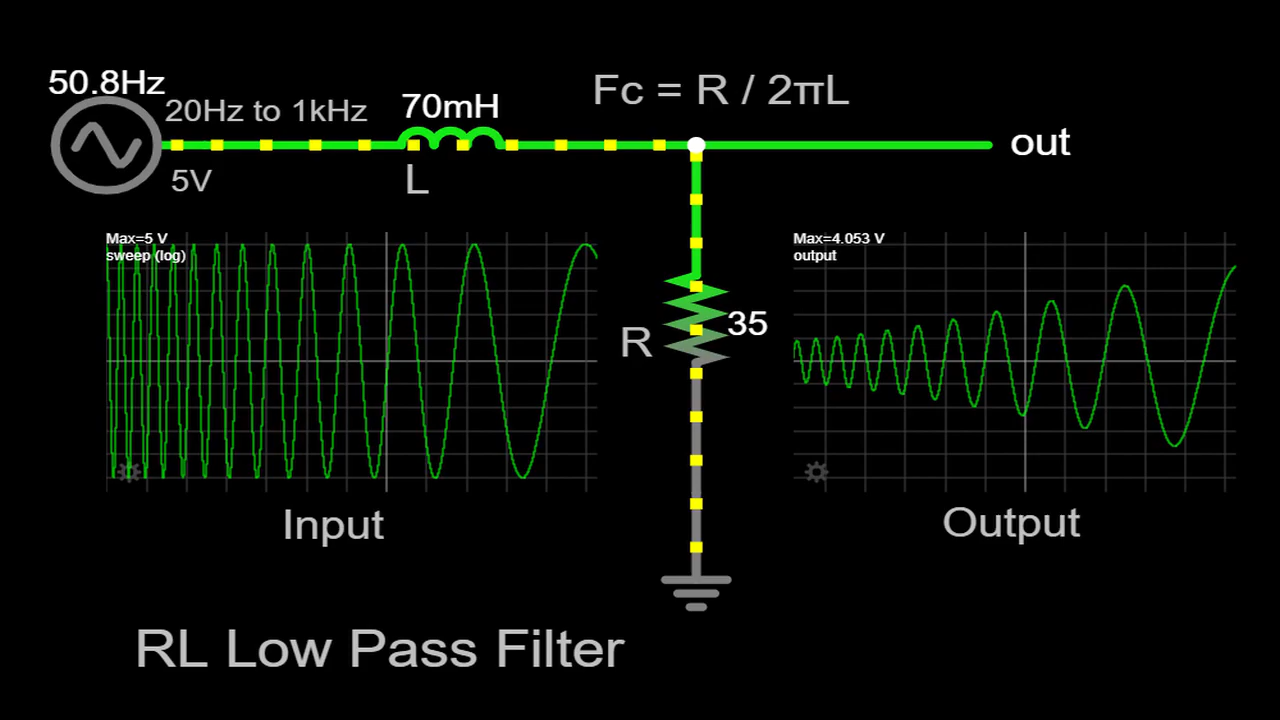 50.8Hz
20Hz to 1kHz
70mH
Fc = R / 2πL
out
5V
L
Max=5 V
sweep (log)
Max=4.053 V
output
R
35
Input
Output
RL Low Pass Filter